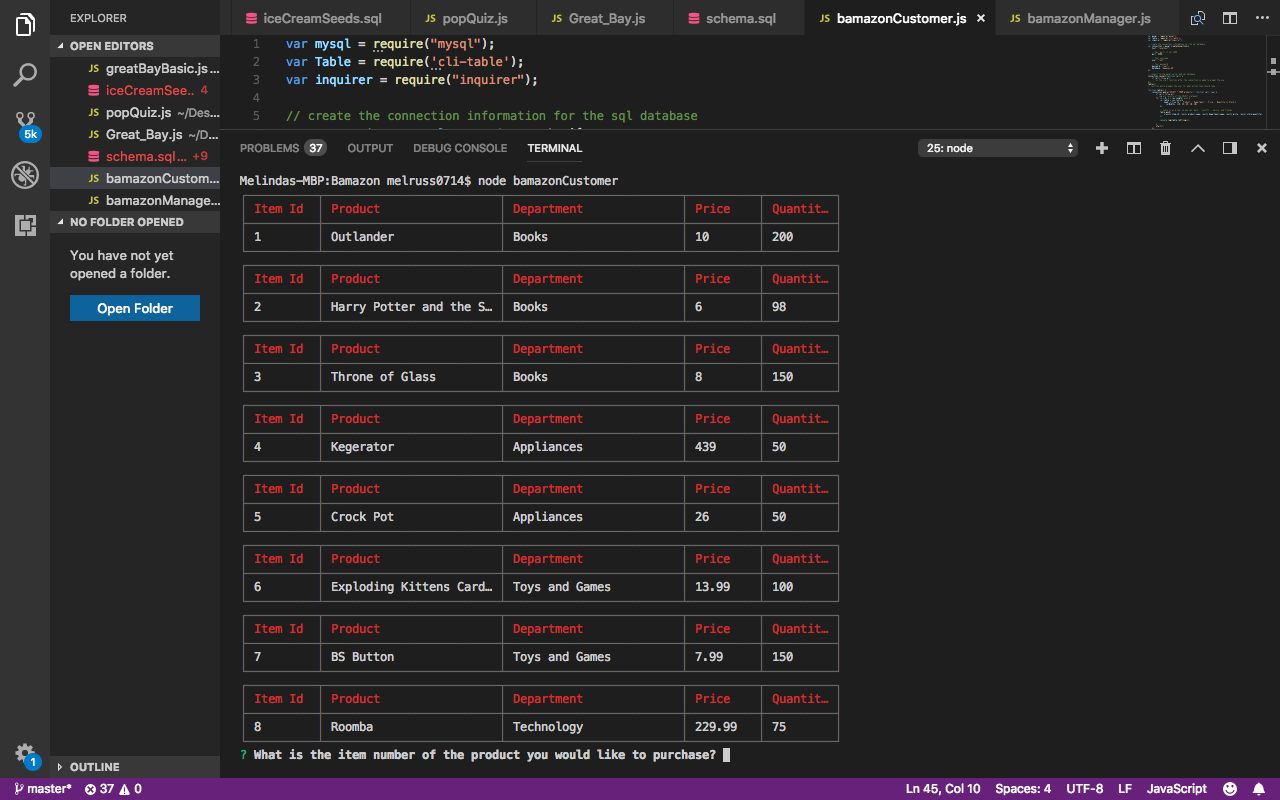 EXPLORER
OPEN EDITORS
JS greatBayBasic.js ...
iceCreamSee.. 4
JS popQuiz.js ~/Des...
JS Great_Bay.js ~/D...
schema.sql... +9
JS bamazonCustom...
JS bamazonManage...
NO FOLDER OPENED
You have not yet
opened a folder.
Open Folder
OUTLINE
5k
1
iceCreamSeeds.sql JS popQuiz.js JS Great_Bay.js schema.sql JS bamazonCustomer.js × JS bamazonManager.js
1 var mysql = require("mysql");
2 var Table = require('cli-table');
3 var inquirer = require("inquirer");
4
5 // create the connection information for the sql database
PROBLEMS 37 OUTPUT DEBUG CONSOLE TERMINAL 25: node
Melindas-MBP:Bamazon melruss0714$ node bamazonCustomer
Item Id Product Department Price Quantit…
1 Outlander Books 10 200
Item Id Product Department Price Quantit…
2 Harry Potter and the S… Books 6 98
Item Id Product Department Price Quantit…
3 Throne of Glass Books 8 150
Item Id Product Department Price Quantit…
4 Kegerator Appliances 439 50
Item Id Product Department Price Quantit…
5 Crock Pot Appliances 26 50
Item Id Product Department Price Quantit…
6 Exploding Kittens Card… Toys and Games 13.99 100
Item Id Product Department Price Quantit…
7 BS Button Toys and Games 7.99 150
Item Id Product Department Price Quantit…
8 Roomba Technology 229.99 75
? What is the item number of the product you would like to purchase?
master* 37 0 Ln 45, Col 10 Spaces: 4 UTF-8 LF JavaScript